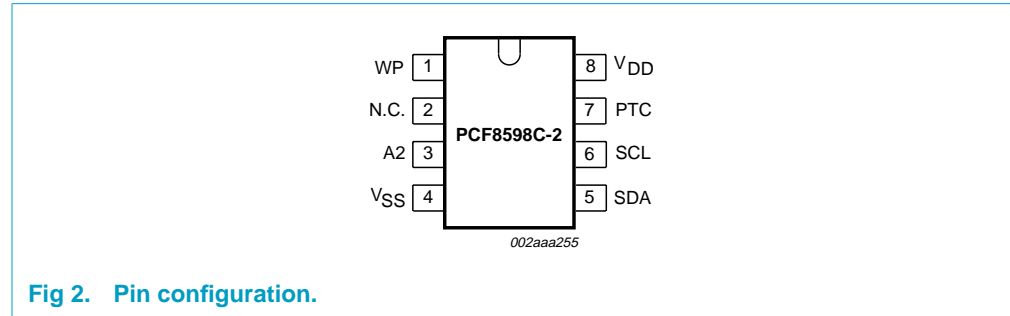 WP 1 8 VDD
N.C. 2 7 PTC
PCF8598C-2
A2 3 6 SCL
VSS 4 5 SDA
002aaa255
Fig 2. Pin configuration.